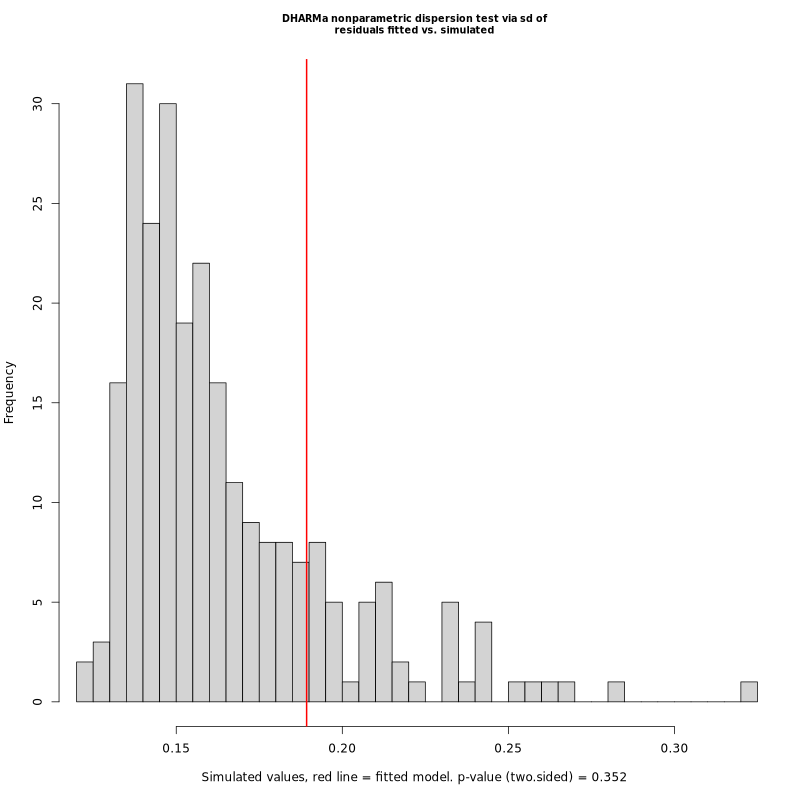 DHARMa nonparametric dispersion test via sd of
residuals fitted vs. simulated
Frequency
30
25
20
15
10
5
0
0.15 0.20 0.25 0.30
Simulated values, red line = fitted model. p-value (two.sided) = 0.352